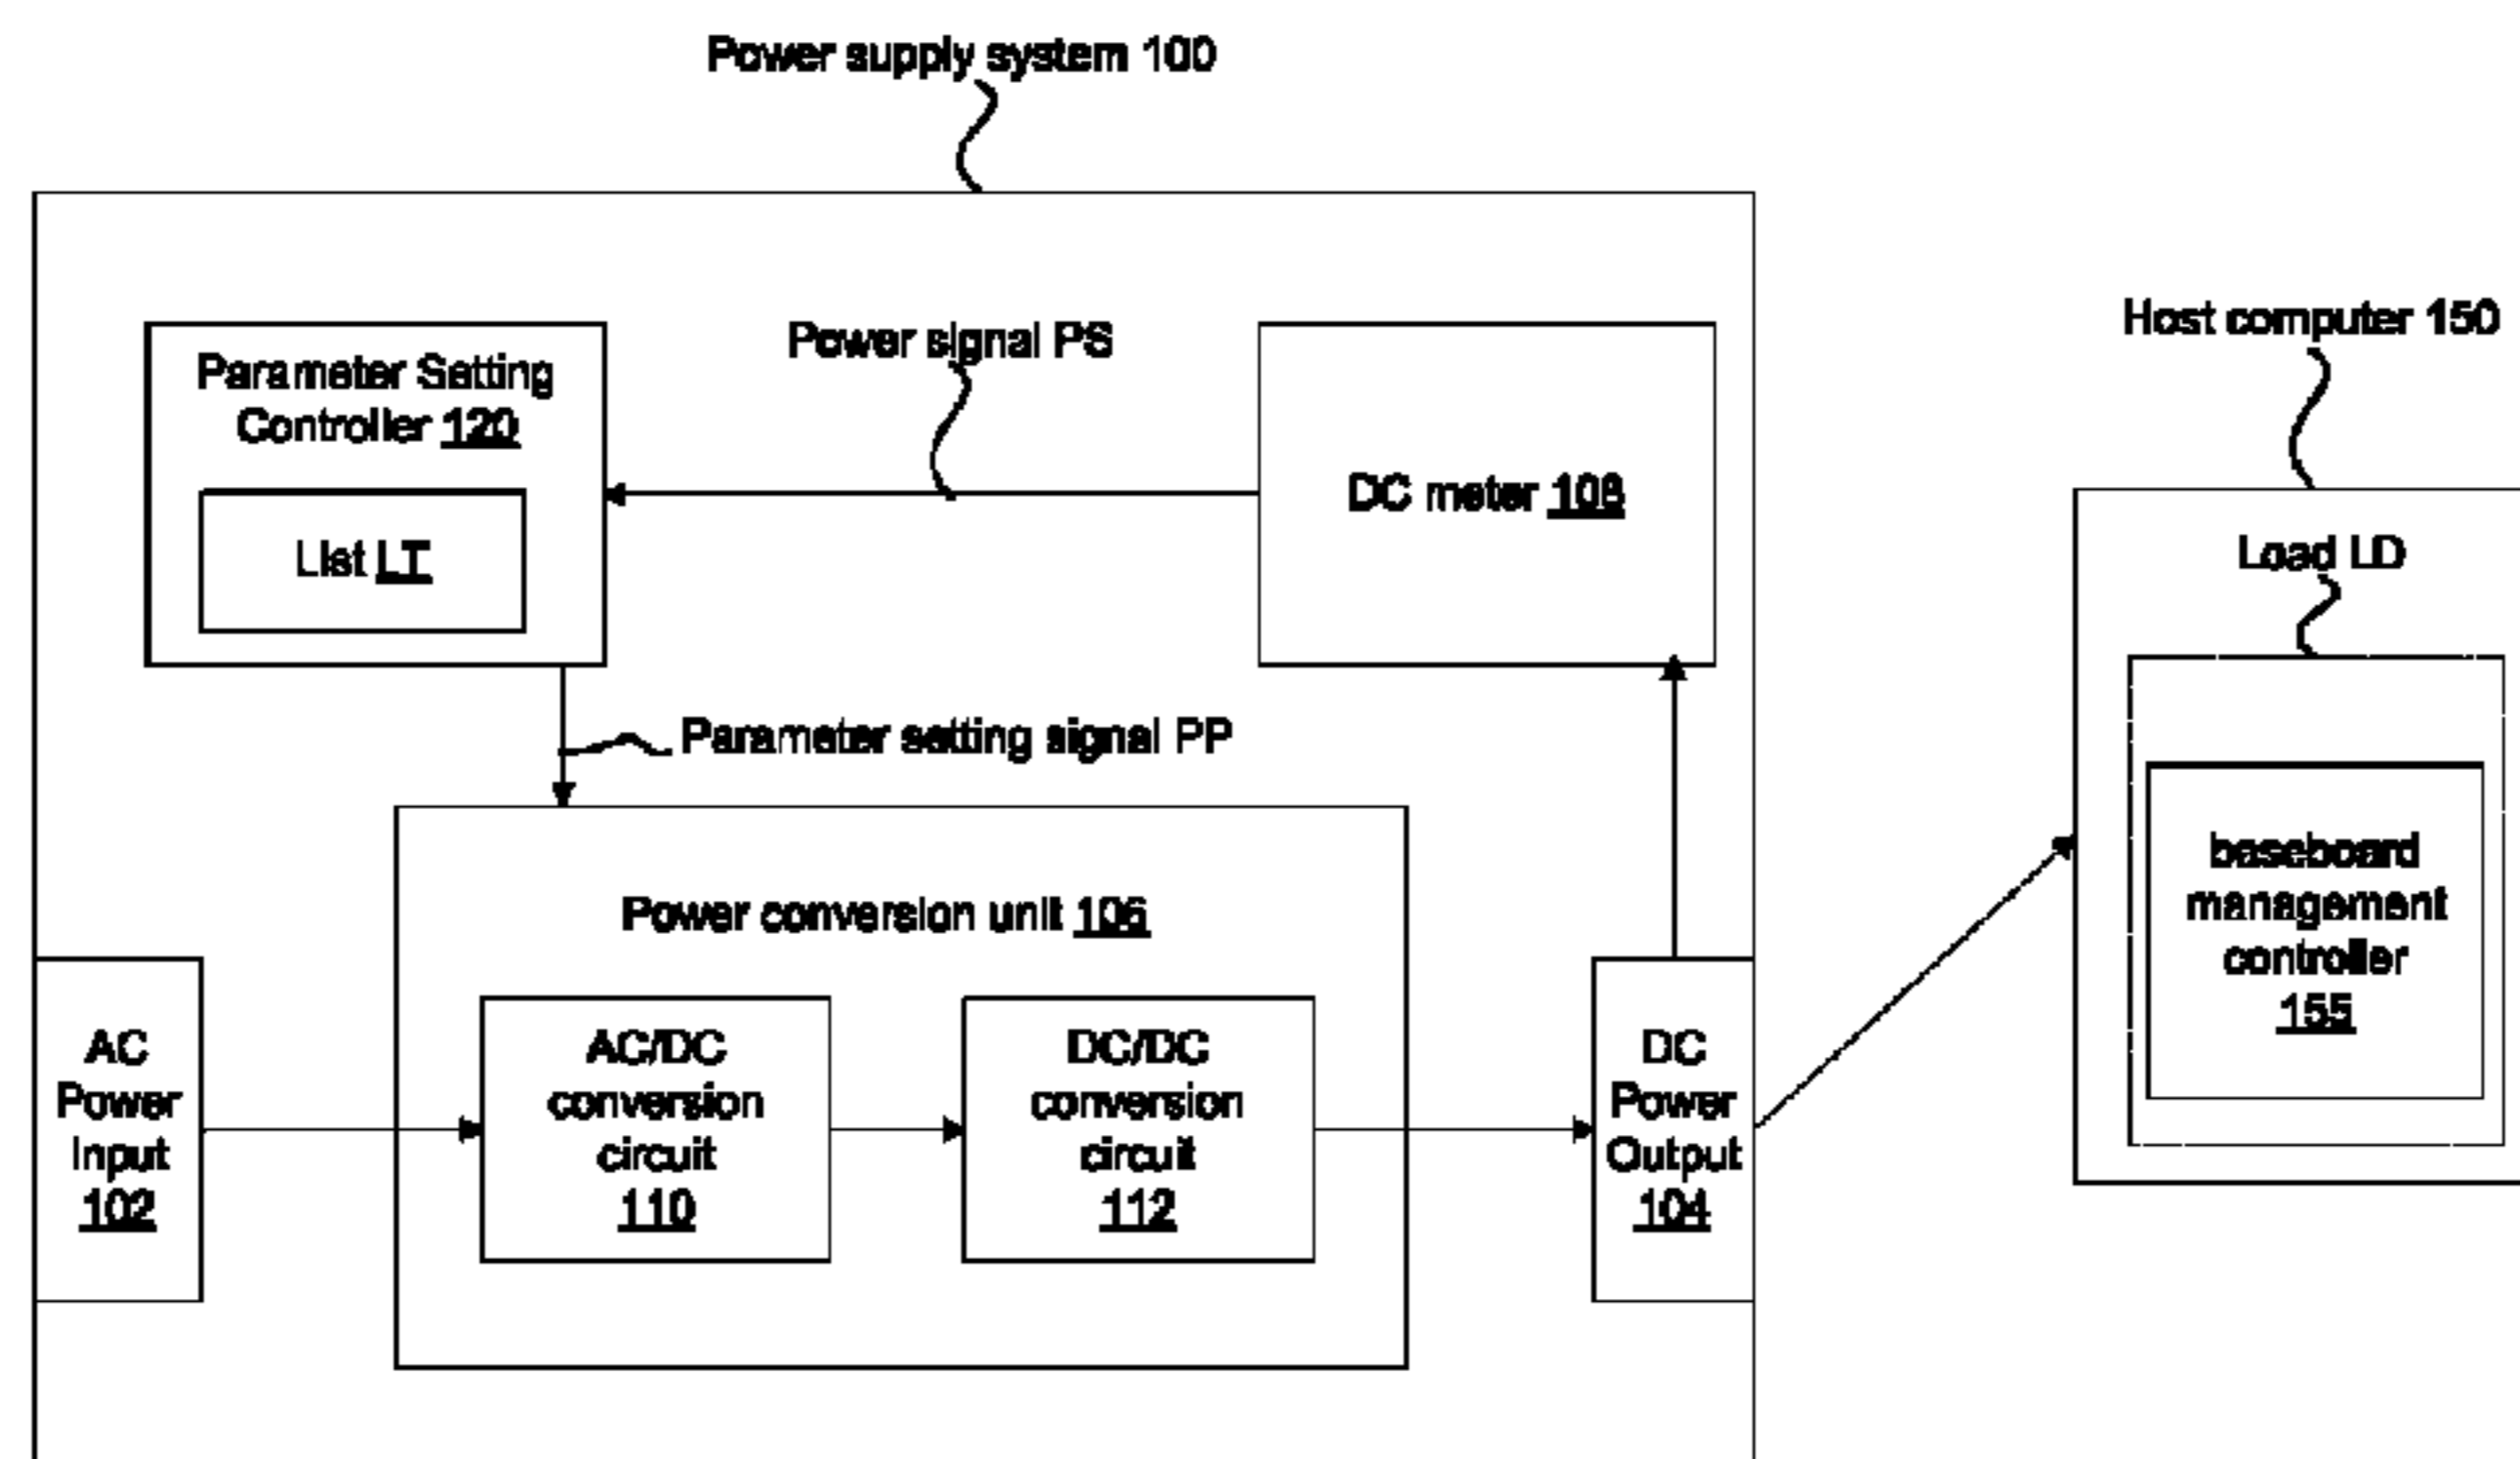 Power supply system 100
Host computer 150
Parameter Setting
Controller 120
List LT
Power signal PS
DC meter 108
Load LD
Parameter setting signal PP
baseboard
management
controller
155
Power conversion unit 106
AC
Power
Input
102
AC/DC
conversion
circuit
110
DC/DC
conversion
circuit
112
DC
Power
Output
104